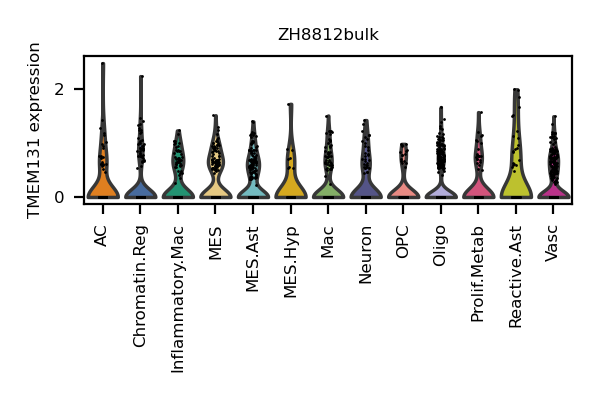 ZH8812bulk
TMEM131 expression
2
0
AC
Chromatin.Reg
Inflammatory.Mac
MES
MES.Ast
MES.Hyp
Mac
Neuron
OPC
Oligo
Prolif.Metab
Reactive.Ast
Vasc